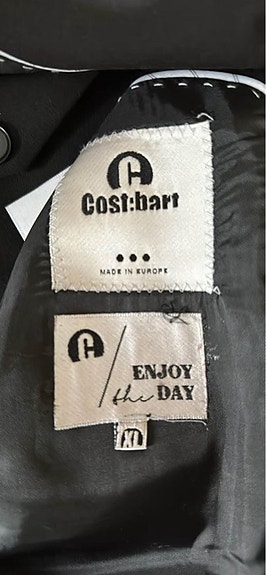 Cost:bart
MADE IN EUROPE
ENJOY
the DAY
XL